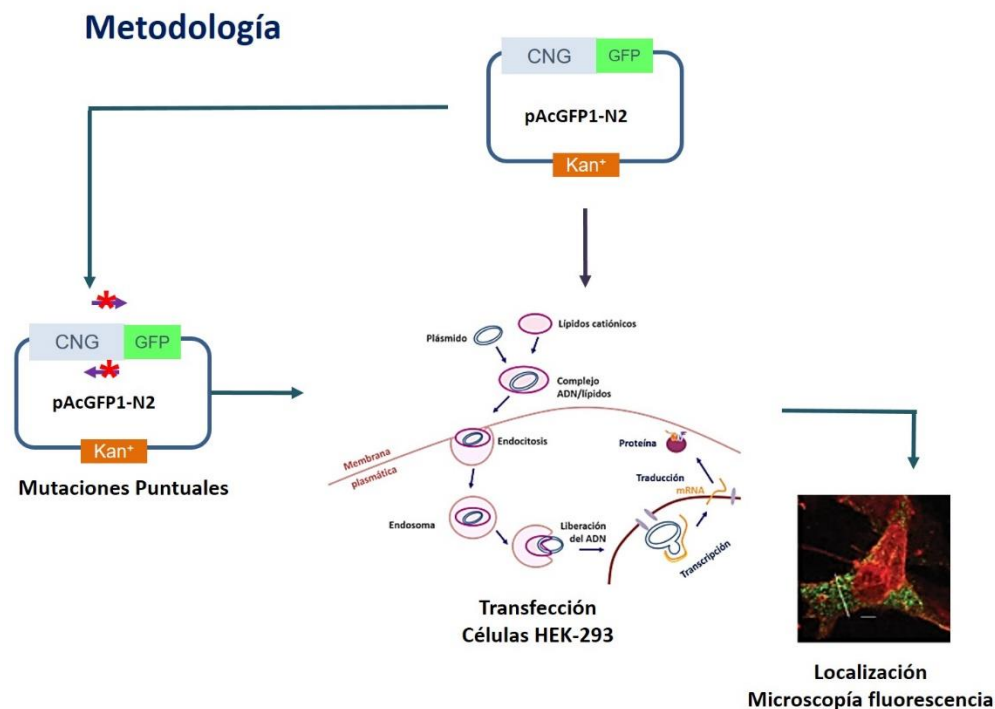 Metodología
CNG
GFP
pAcGFP1-N2
Kan⁺
CNG
GFP
pAcGFP1-N2
Kan⁺
Mutaciones Puntuales
Plásmido
Lípidos catiónicos
Complejo
ADN/lípidos
Membrana
plasmática
Endocitosis
Proteína
Traducción
mRNA
Endosoma
Liberación
del ADN
Transcripción
Transfección
Células HEK-293
Localización
Microscopía fluorescencia